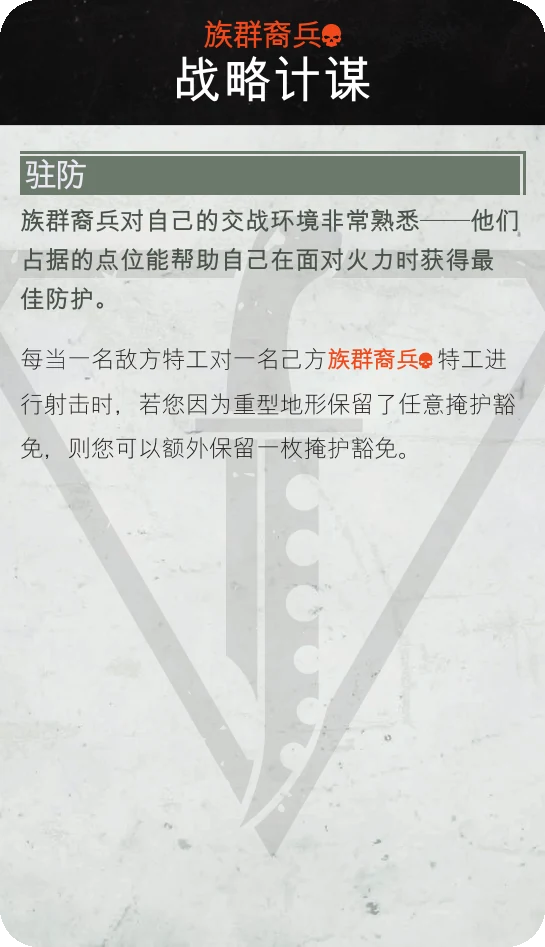 族群裔兵
战略计谋
驻防
族群裔兵对自己的交战环境非常熟悉——他们
占据的点位能帮助自己在面对火力时获得最
佳防护。
每当一名敌方特工对一名己方族群裔兵特工进
行射击时，若您因为重型地形保留了任意掩护豁
免，则您可以额外保留一枚掩护豁免。